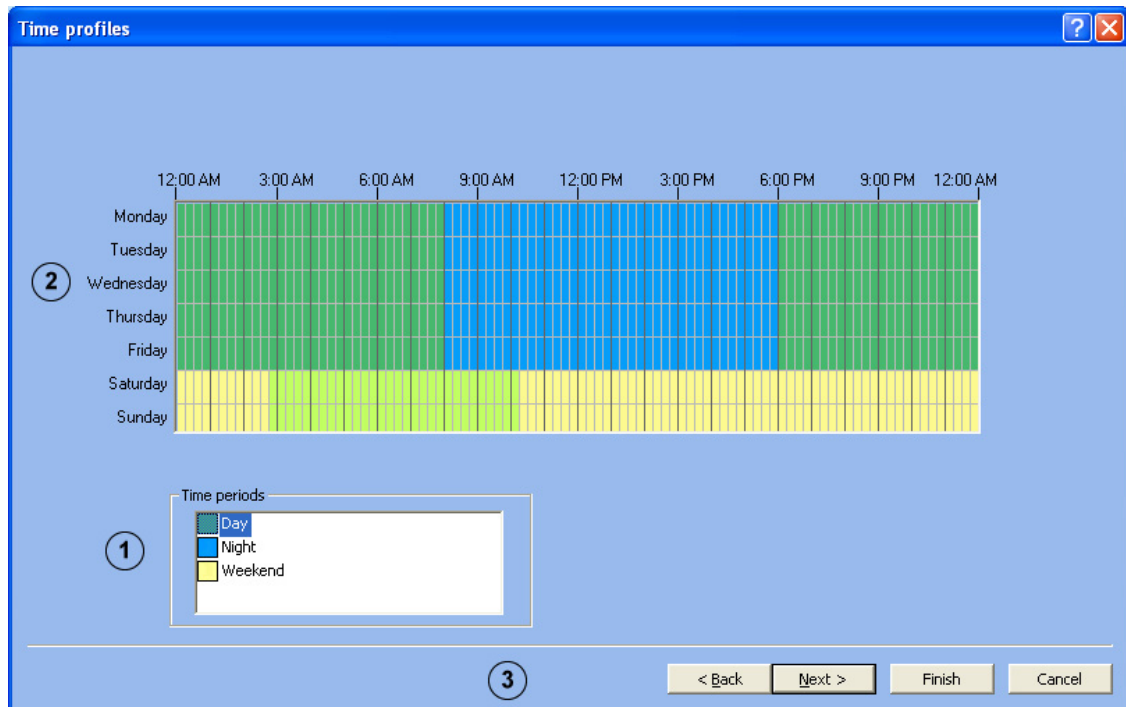 Time profiles
12:00 AM 3:00 AM 6:00 AM 9:00 AM 12:00 PM 3:00 PM 6:00 PM 9:00 PM 12:00 AM
Monday
Tuesday
2 Wednesday
Thursday
Friday
Saturday
Sunday
Time periods
Day
1 Night
Weekend
3 < Back Next > Finish Cancel